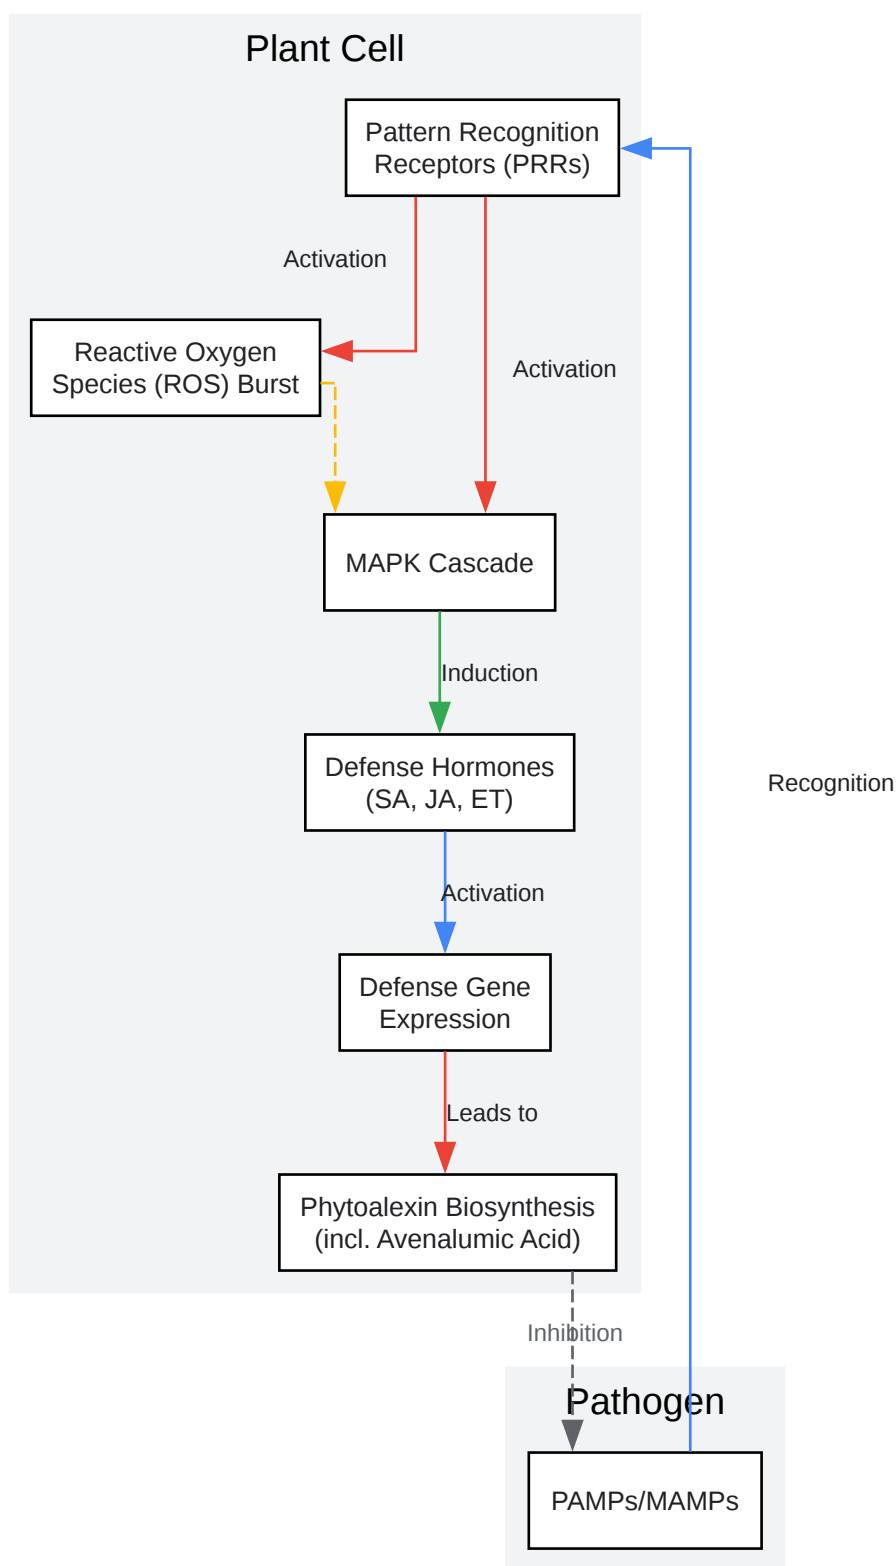 Plant Cell
Pattern Recognition
Receptors (PRRs)
Activation
Reactive Oxygen
Species (ROS) Burst
Activation
MAPK Cascade
Induction
Defense Hormones
(SA, JA, ET)
Recognition
Activation
Defense Gene
Expression
Leads to
Phytoalexin Biosynthesis
(incl. Avenalumic Acid)
Inhibition
Pathogen
PAMPs/MAMPs